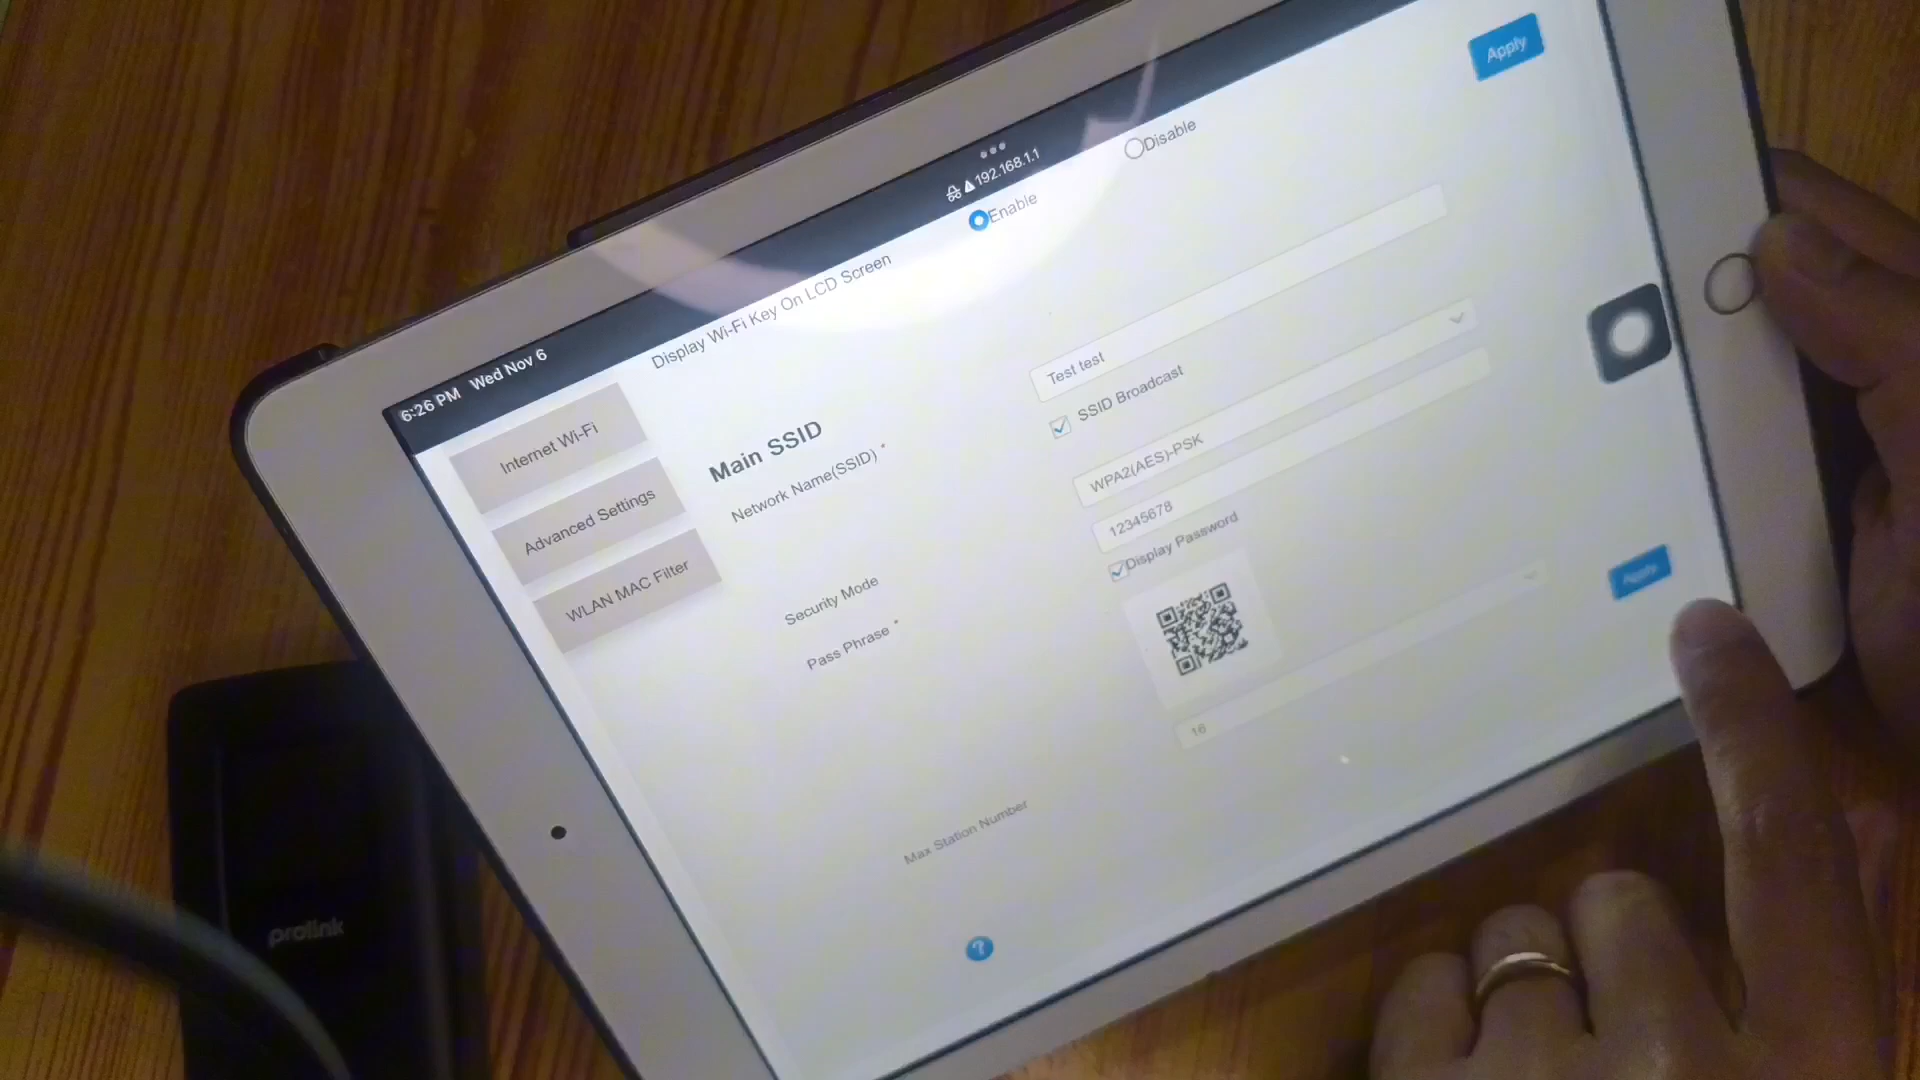 6:26 PM Wed Nov 6
192.168.1.1
Apply
Display Wi-Fi Key On LCD Screen
Enable
Disable
Internet Wi-Fi
Advanced Settings
WLAN MAC Filter
Main SSID
Network Name(SSID) *
Test test
SSID Broadcast
Security Mode
WPA2(AES)-PSK
Pass Phrase *
12345678
Display Password
Max Station Number
16
Apply
?
prolink